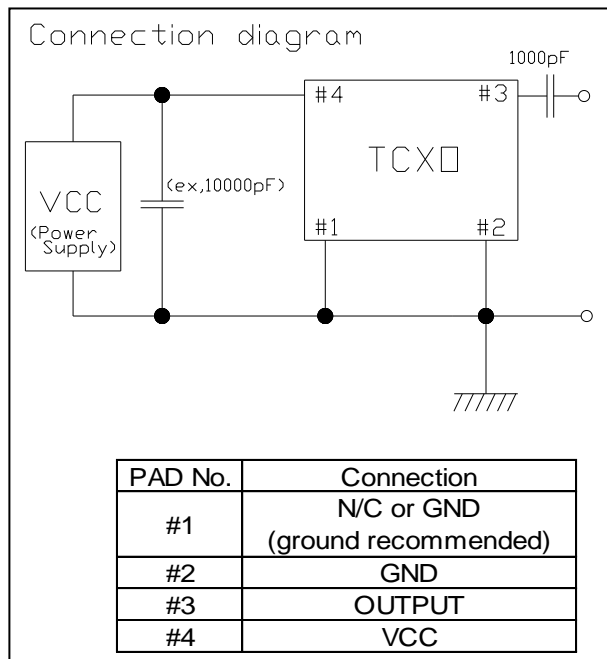 Connection diagram
1000pF
#4
#3
TCXO
VCC
(Power
Supply)
(ex,10000pF)
#1
#2
PAD No. Connection
#1 N/C or GND
(ground recommended)
#2 GND
#3 OUTPUT
#4 VCC